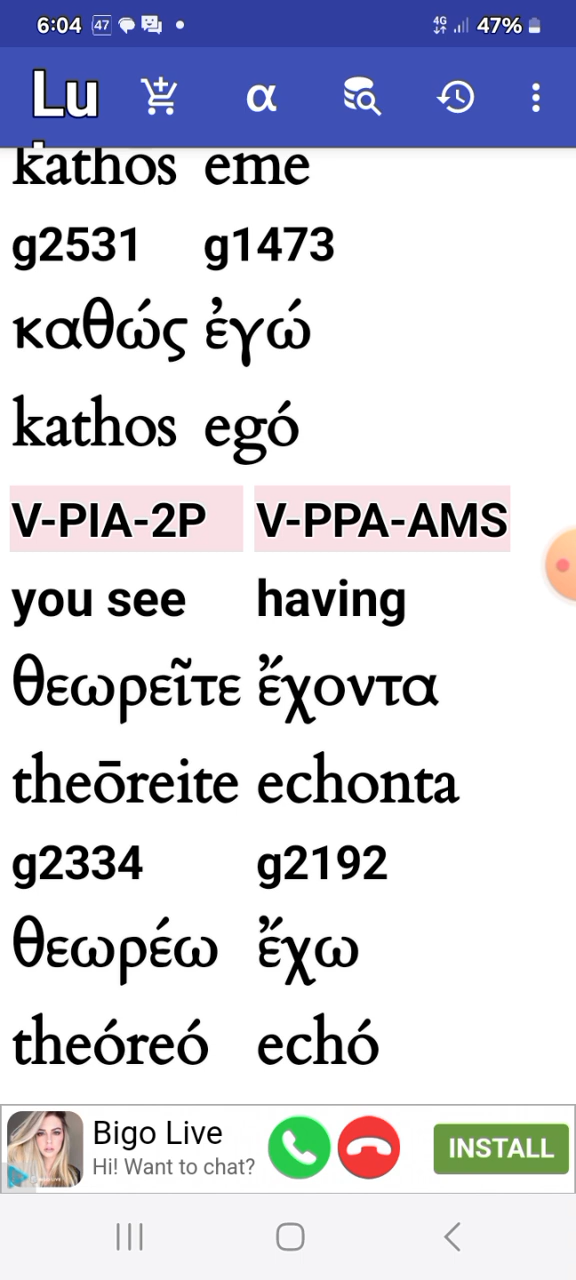 6:04 47 4G 47%
Lu α
kathos eme
g2531 g1473
καθώς ἐγώ
kathos egó
V-PIA-2P V-PPA-AMS
you see having
θεωρεῖτε ἔχοντα
theōreite echonta
g2334 g2192
θεωρέω ἔχω
theóreó echó
Bigo Live
Hi! Want to chat?
INSTALL